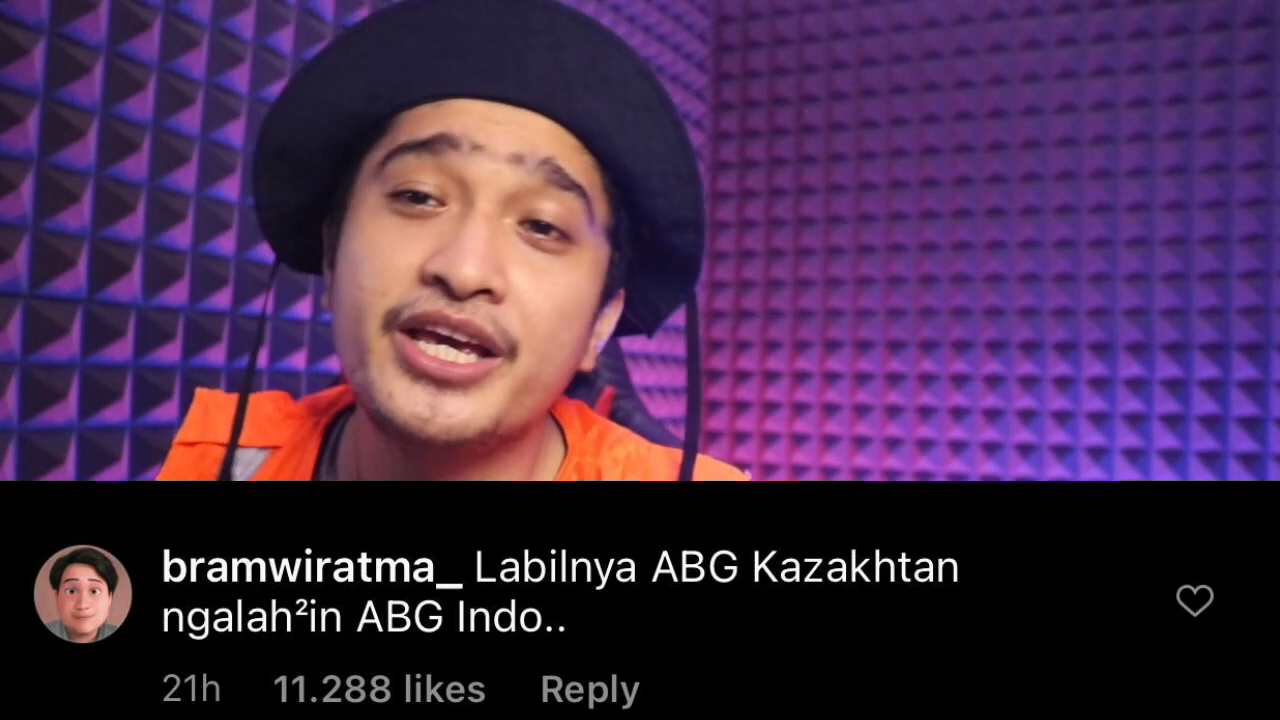 bramwiratma_ Labilnya ABG Kazakhtan
ngalah²in ABG Indo..
21h 11.288 likes Reply